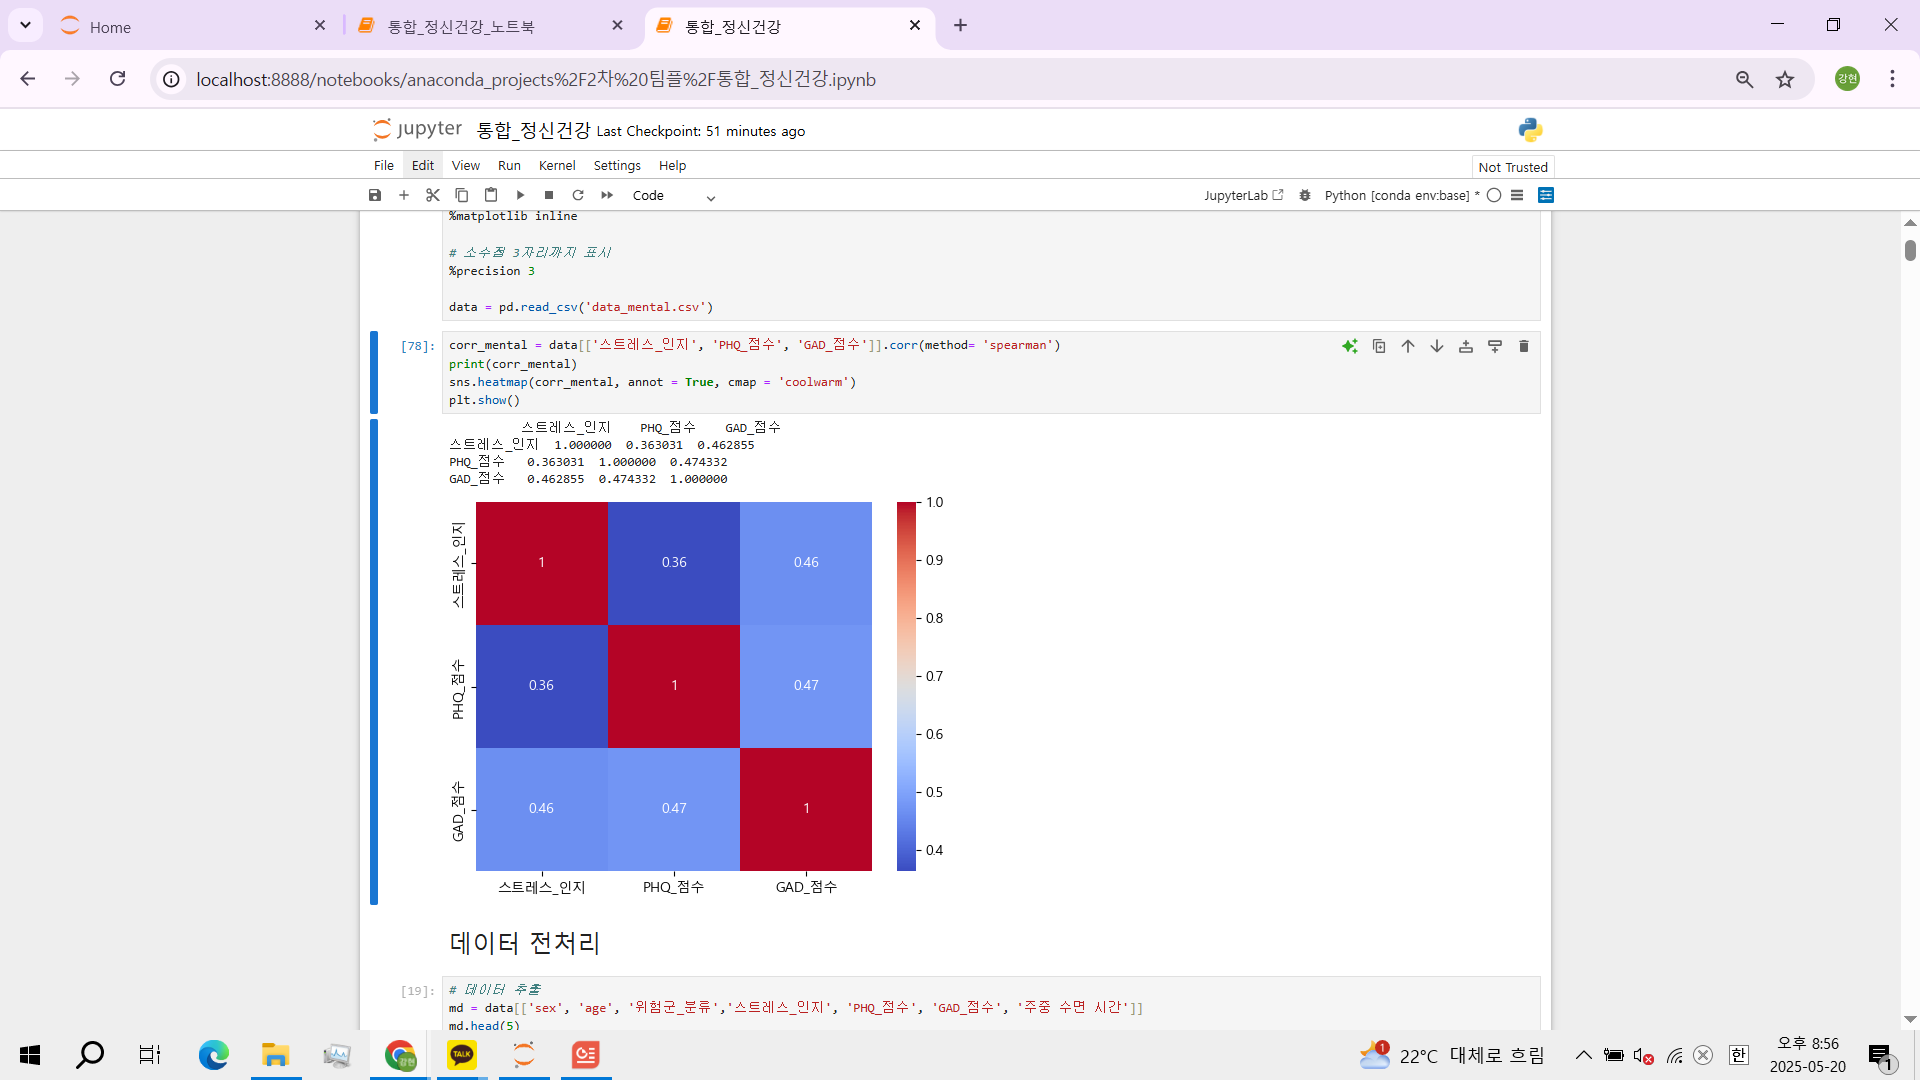 Home
통합_정신건강_노트북
통합_정신건강
localhost:8888/notebooks/anaconda_projects%2F2차%20팀플%2F통합_정신건강.ipynb
강현
jupyter 통합_정신건강 Last Checkpoint: 51 minutes ago
File Edit View Run Kernel Settings Help
Not Trusted
Code
JupyterLab
Python [conda env:base] *
%matplotlib inline
# 소수점 3자리까지 표시
%precision 3
data = pd.read_csv('data_mental.csv')
[78]:
corr_mental = data[['스트레스_인지', 'PHQ_점수', 'GAD_점수']].corr(method= 'spearman')
print(corr_mental)
sns.heatmap(corr_mental, annot = True, cmap = 'coolwarm')
plt.show()
스트레스_인지 PHQ_점수 GAD_점수
스트레스_인지 1.000000 0.363031 0.462855
PHQ_점수 0.363031 1.000000 0.474332
GAD_점수 0.462855 0.474332 1.000000
스트레스_인지
1 0.36 0.46
PHQ_점수
0.36 1 0.47
GAD_점수
0.46 0.47 1
스트레스_인지 PHQ_점수 GAD_점수
1.0
0.9
0.8
0.7
0.6
0.5
0.4
데이터 전처리
[19]:
# 데이터 추출
md = data[['sex', 'age', '위험군_분류','스트레스_인지', 'PHQ_점수', 'GAD_점수', '주중 수면 시간']]
md.head(5)
강현
TALK
1
22°C 대체로 흐림
한
오후 8:56
2025-05-20
1